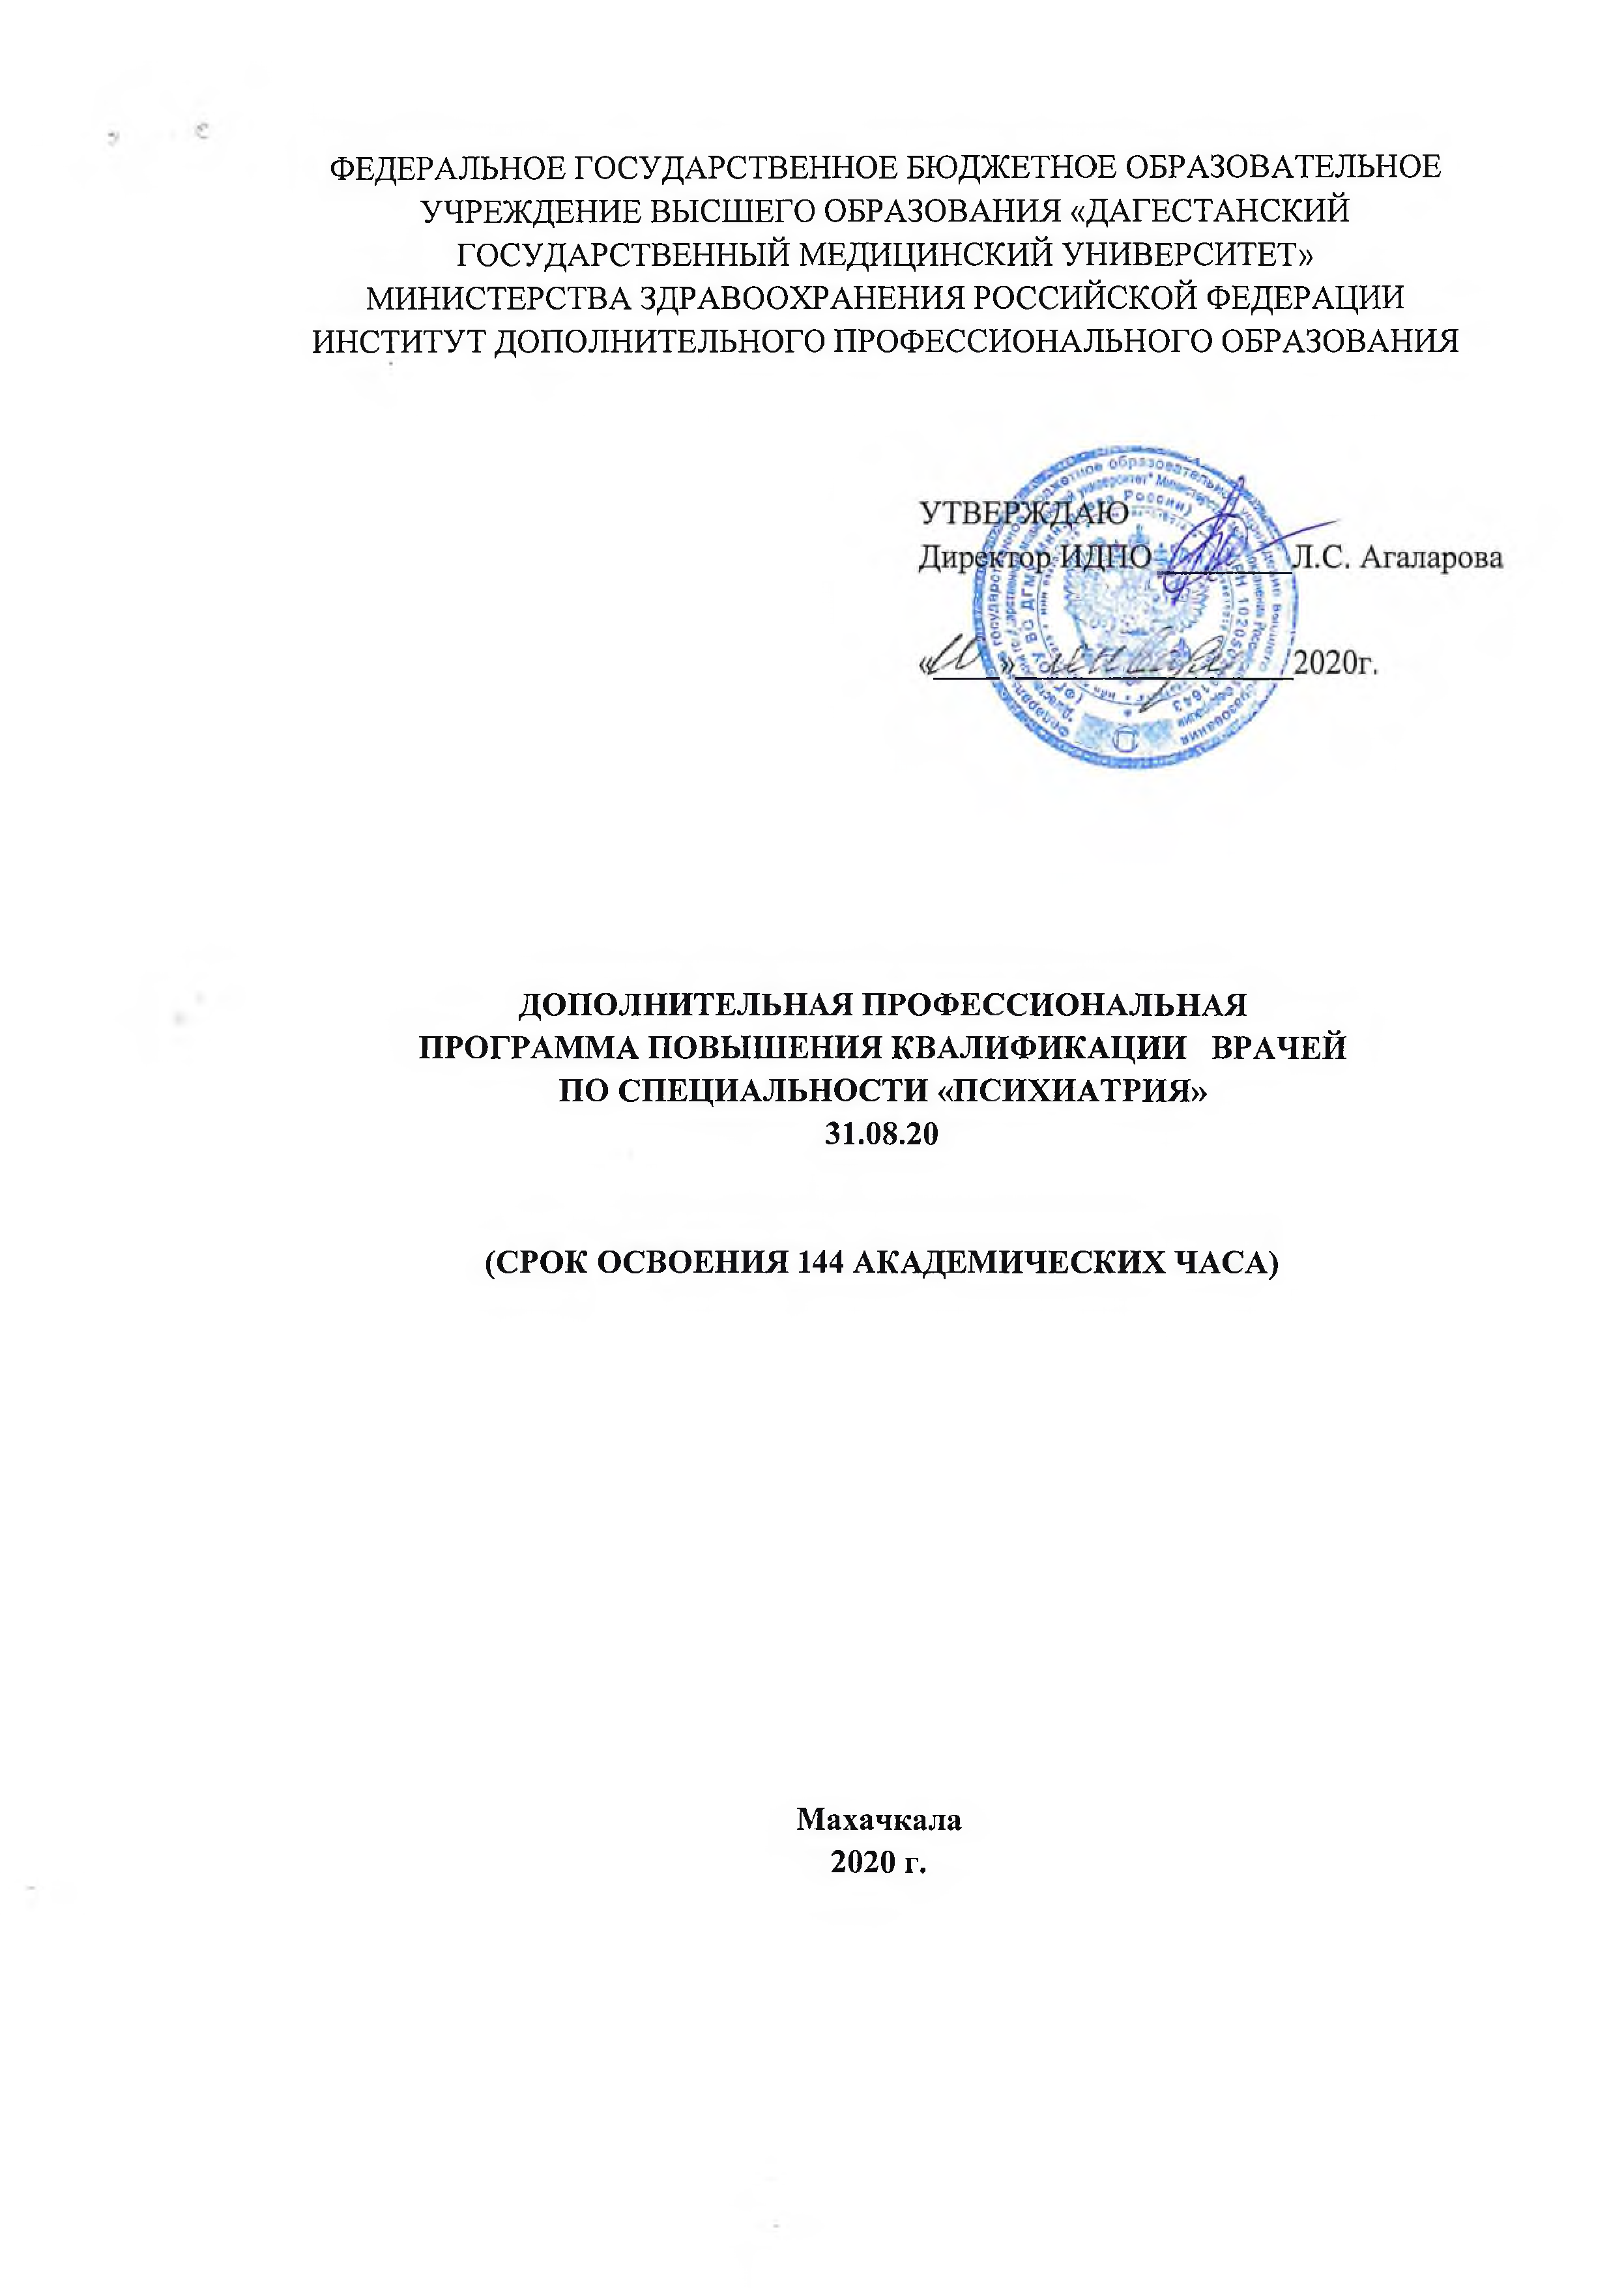 ФЕДЕРАЛЬНОЕ ГОСУДАРСТВЕННОЕ БЮДЖЕТНОЕ ОБРАЗОВАТЕЛЬНОЕ
УЧРЕЖДЕНИЕ ВЫСШЕГО ОБРАЗОВАНИЯ «ДАГЕСТАНСКИЙ
ГОСУДАРСТВЕННЫЙ МЕДИЦИНСКИЙ УНИВЕРСИТЕТ»
МИНИСТЕРСТВА ЗДРАВООХРАНЕНИЯ РОССИЙСКОЙ ФЕДЕРАЦИИ
ИНСТИТУТ ДОПОЛНИТЕЛЬНОГО ПРОФЕССИОНАЛЬНОГО ОБРАЗОВАНИЯ
УТВЕРЖДАЮ
Директор ИДПО Л.С. Агаларова
« » 2020г.
ДОПОЛНИТЕЛЬНАЯ ПРОФЕССИОНАЛЬНАЯ
ПРОГРАММА ПОВЫШЕНИЯ КВАЛИФИКАЦИИ ВРАЧЕЙ
ПО СПЕЦИАЛЬНОСТИ «ПСИХИАТРИЯ»
31.08.20
(СРОК ОСВОЕНИЯ 144 АКАДЕМИЧЕСКИХ ЧАСА)
Махачкала
2020 г.